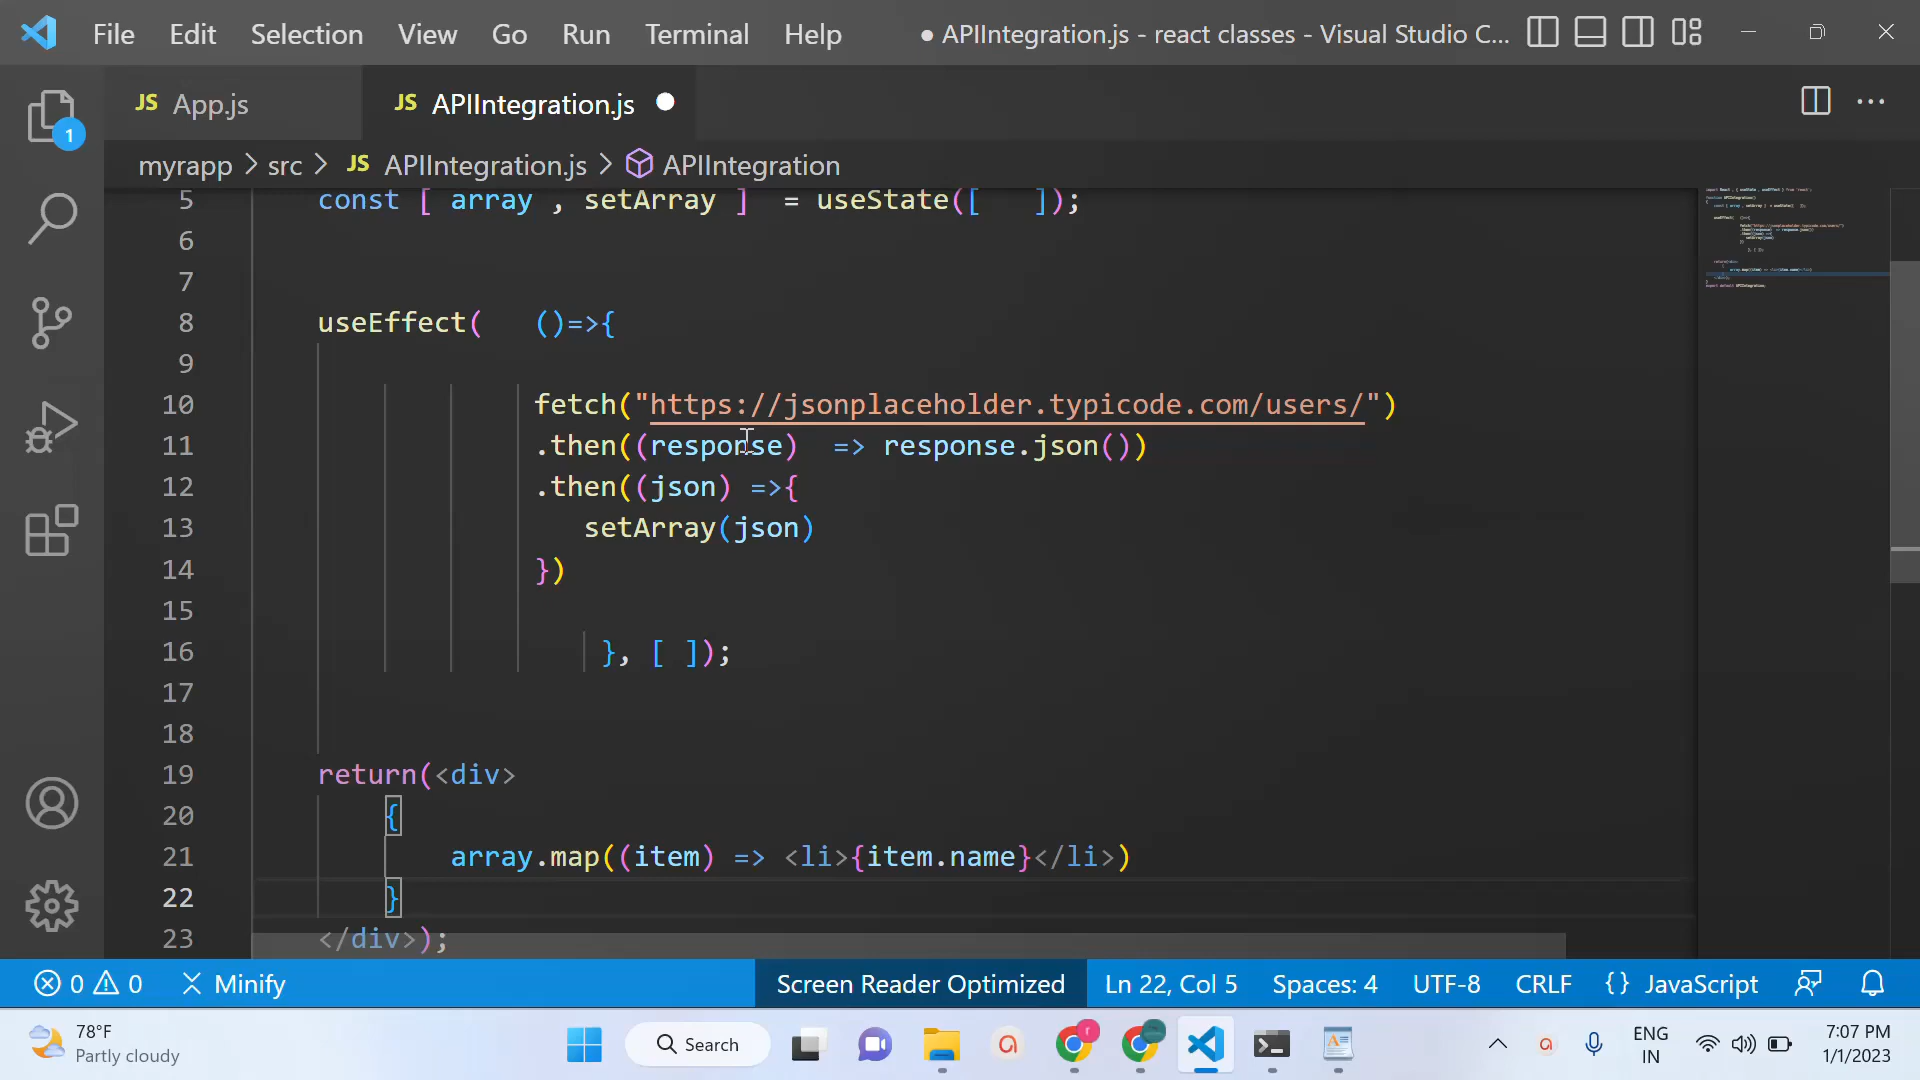 File Edit Selection View Go Run Terminal Help ● APIIntegration.js - react classes - Visual Studio C...
JS App.js JS APIIntegration.js
1
myrapp > src > JS APIIntegration.js > APIIntegration
5 const [ array , setArray ]  = useState([   ]);
6
7
8 useEffect(   ()=>{
9
10 fetch("https://jsonplaceholder.typicode.com/users/")
11 .then((response)  => response.json())
12 .then((json) =>{
13 setArray(json)
14 })
15
16 }, [ ]);
17
18
19 return(<div>
20 {
21 array.map((item) => <li>{item.name}</li>)
22 }
23 </div>);
0 0 Minify Screen Reader Optimized Ln 22, Col 5 Spaces: 4 UTF-8 CRLF {} JavaScript
78°F
Partly cloudy
Search
ENG
IN
7:07 PM
1/1/2023